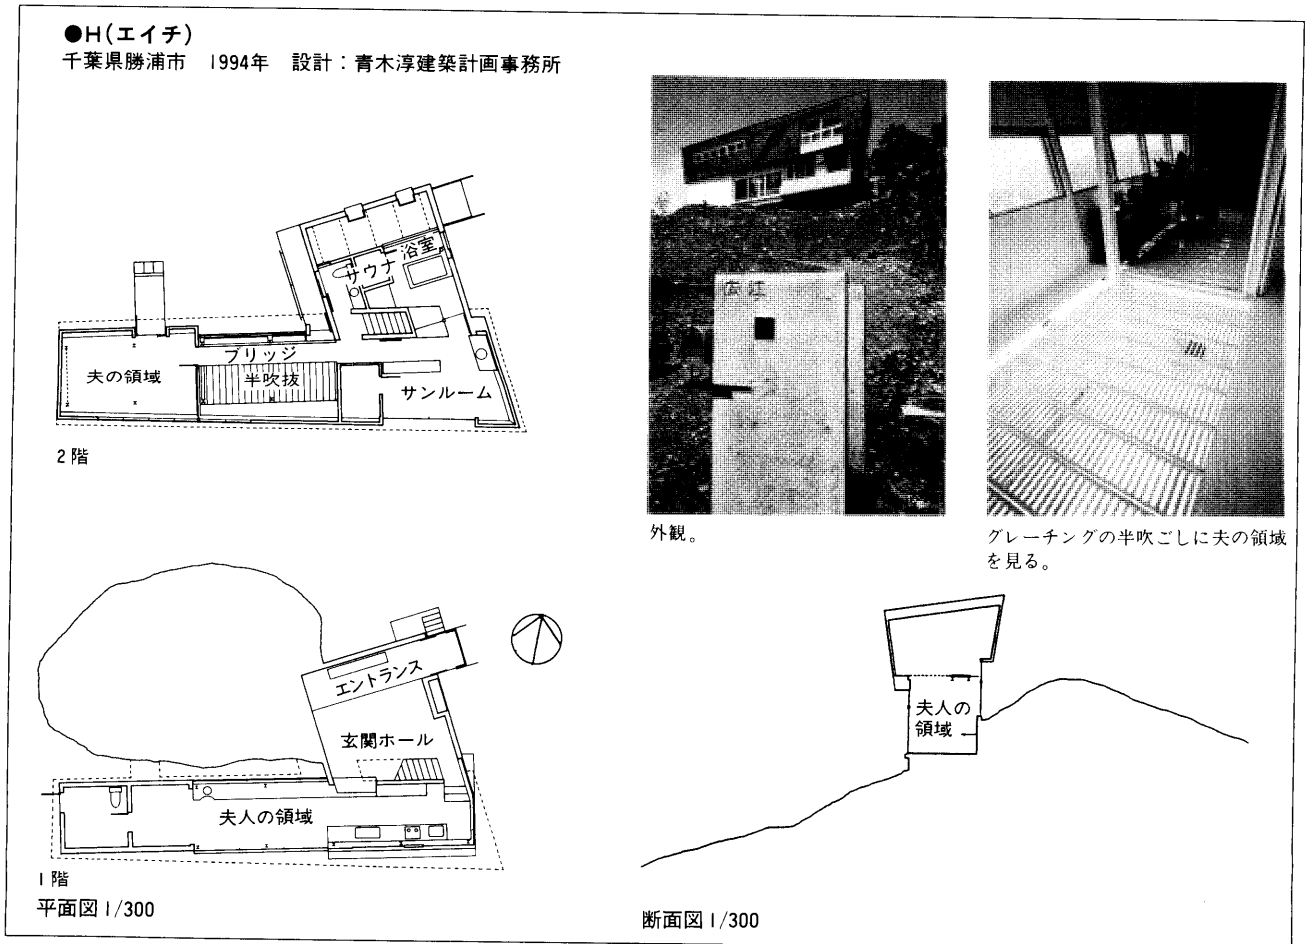 ●H(エイチ)
千葉県勝浦市　1994年　設計：青木淳建築計画事務所
浴室
サウナ
ブリッジ
夫の領域
半吹抜
サンルーム
2階
外観。
グレーチングの半吹ごしに夫の領域
を見る。
エントランス
玄関ホール
夫人の領域
1階
平面図1/300
夫人の
領域
断面図1/300